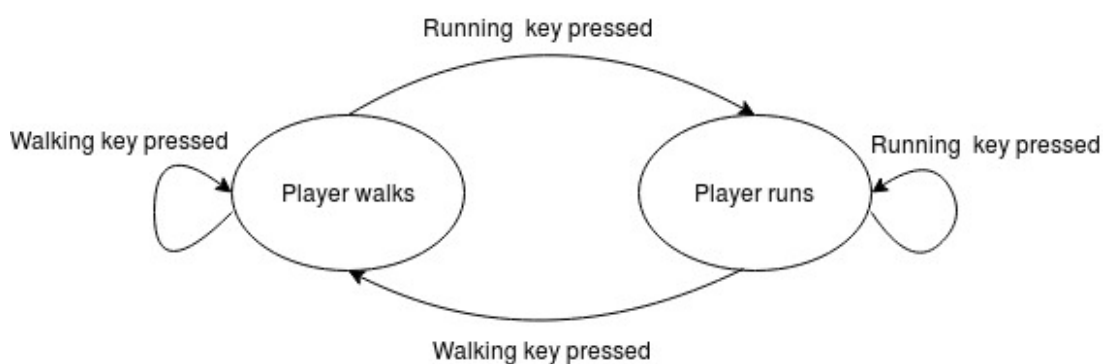 Running  key pressed
Walking key pressed
Running  key pressed
Player walks
Player runs
Walking key pressed